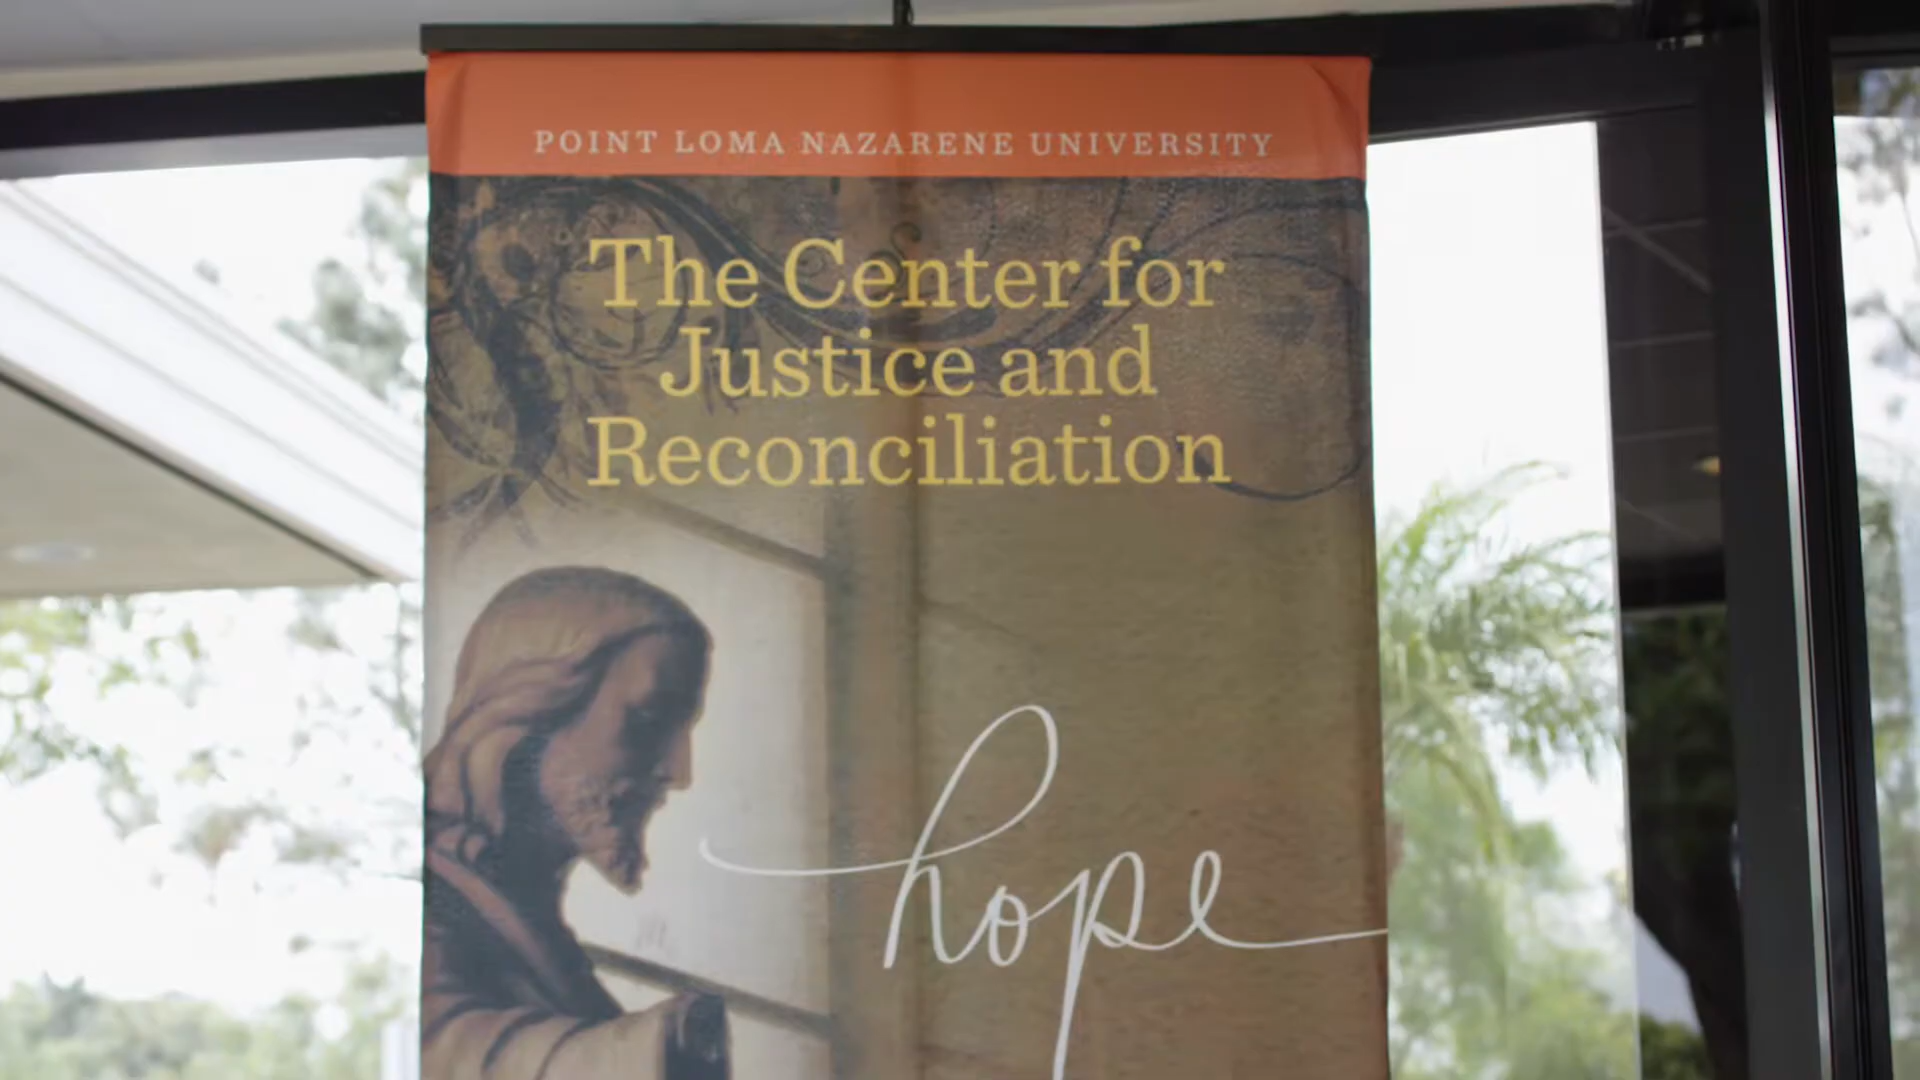 POINT LOMA NAZARENE UNIVERSITY
The Center for
Justice and
Reconciliation
hope